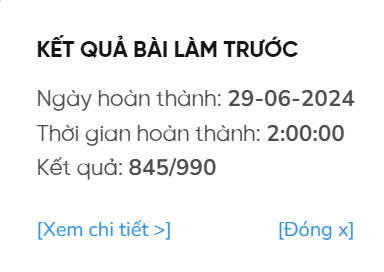 KẾT QUẢ BÀI LÀM TRƯỚC
Ngày hoàn thành: 29-06-2024
Thời gian hoàn thành: 2:00:00
Kết quả: 845/990
[Xem chi tiết >] [Đóng x]